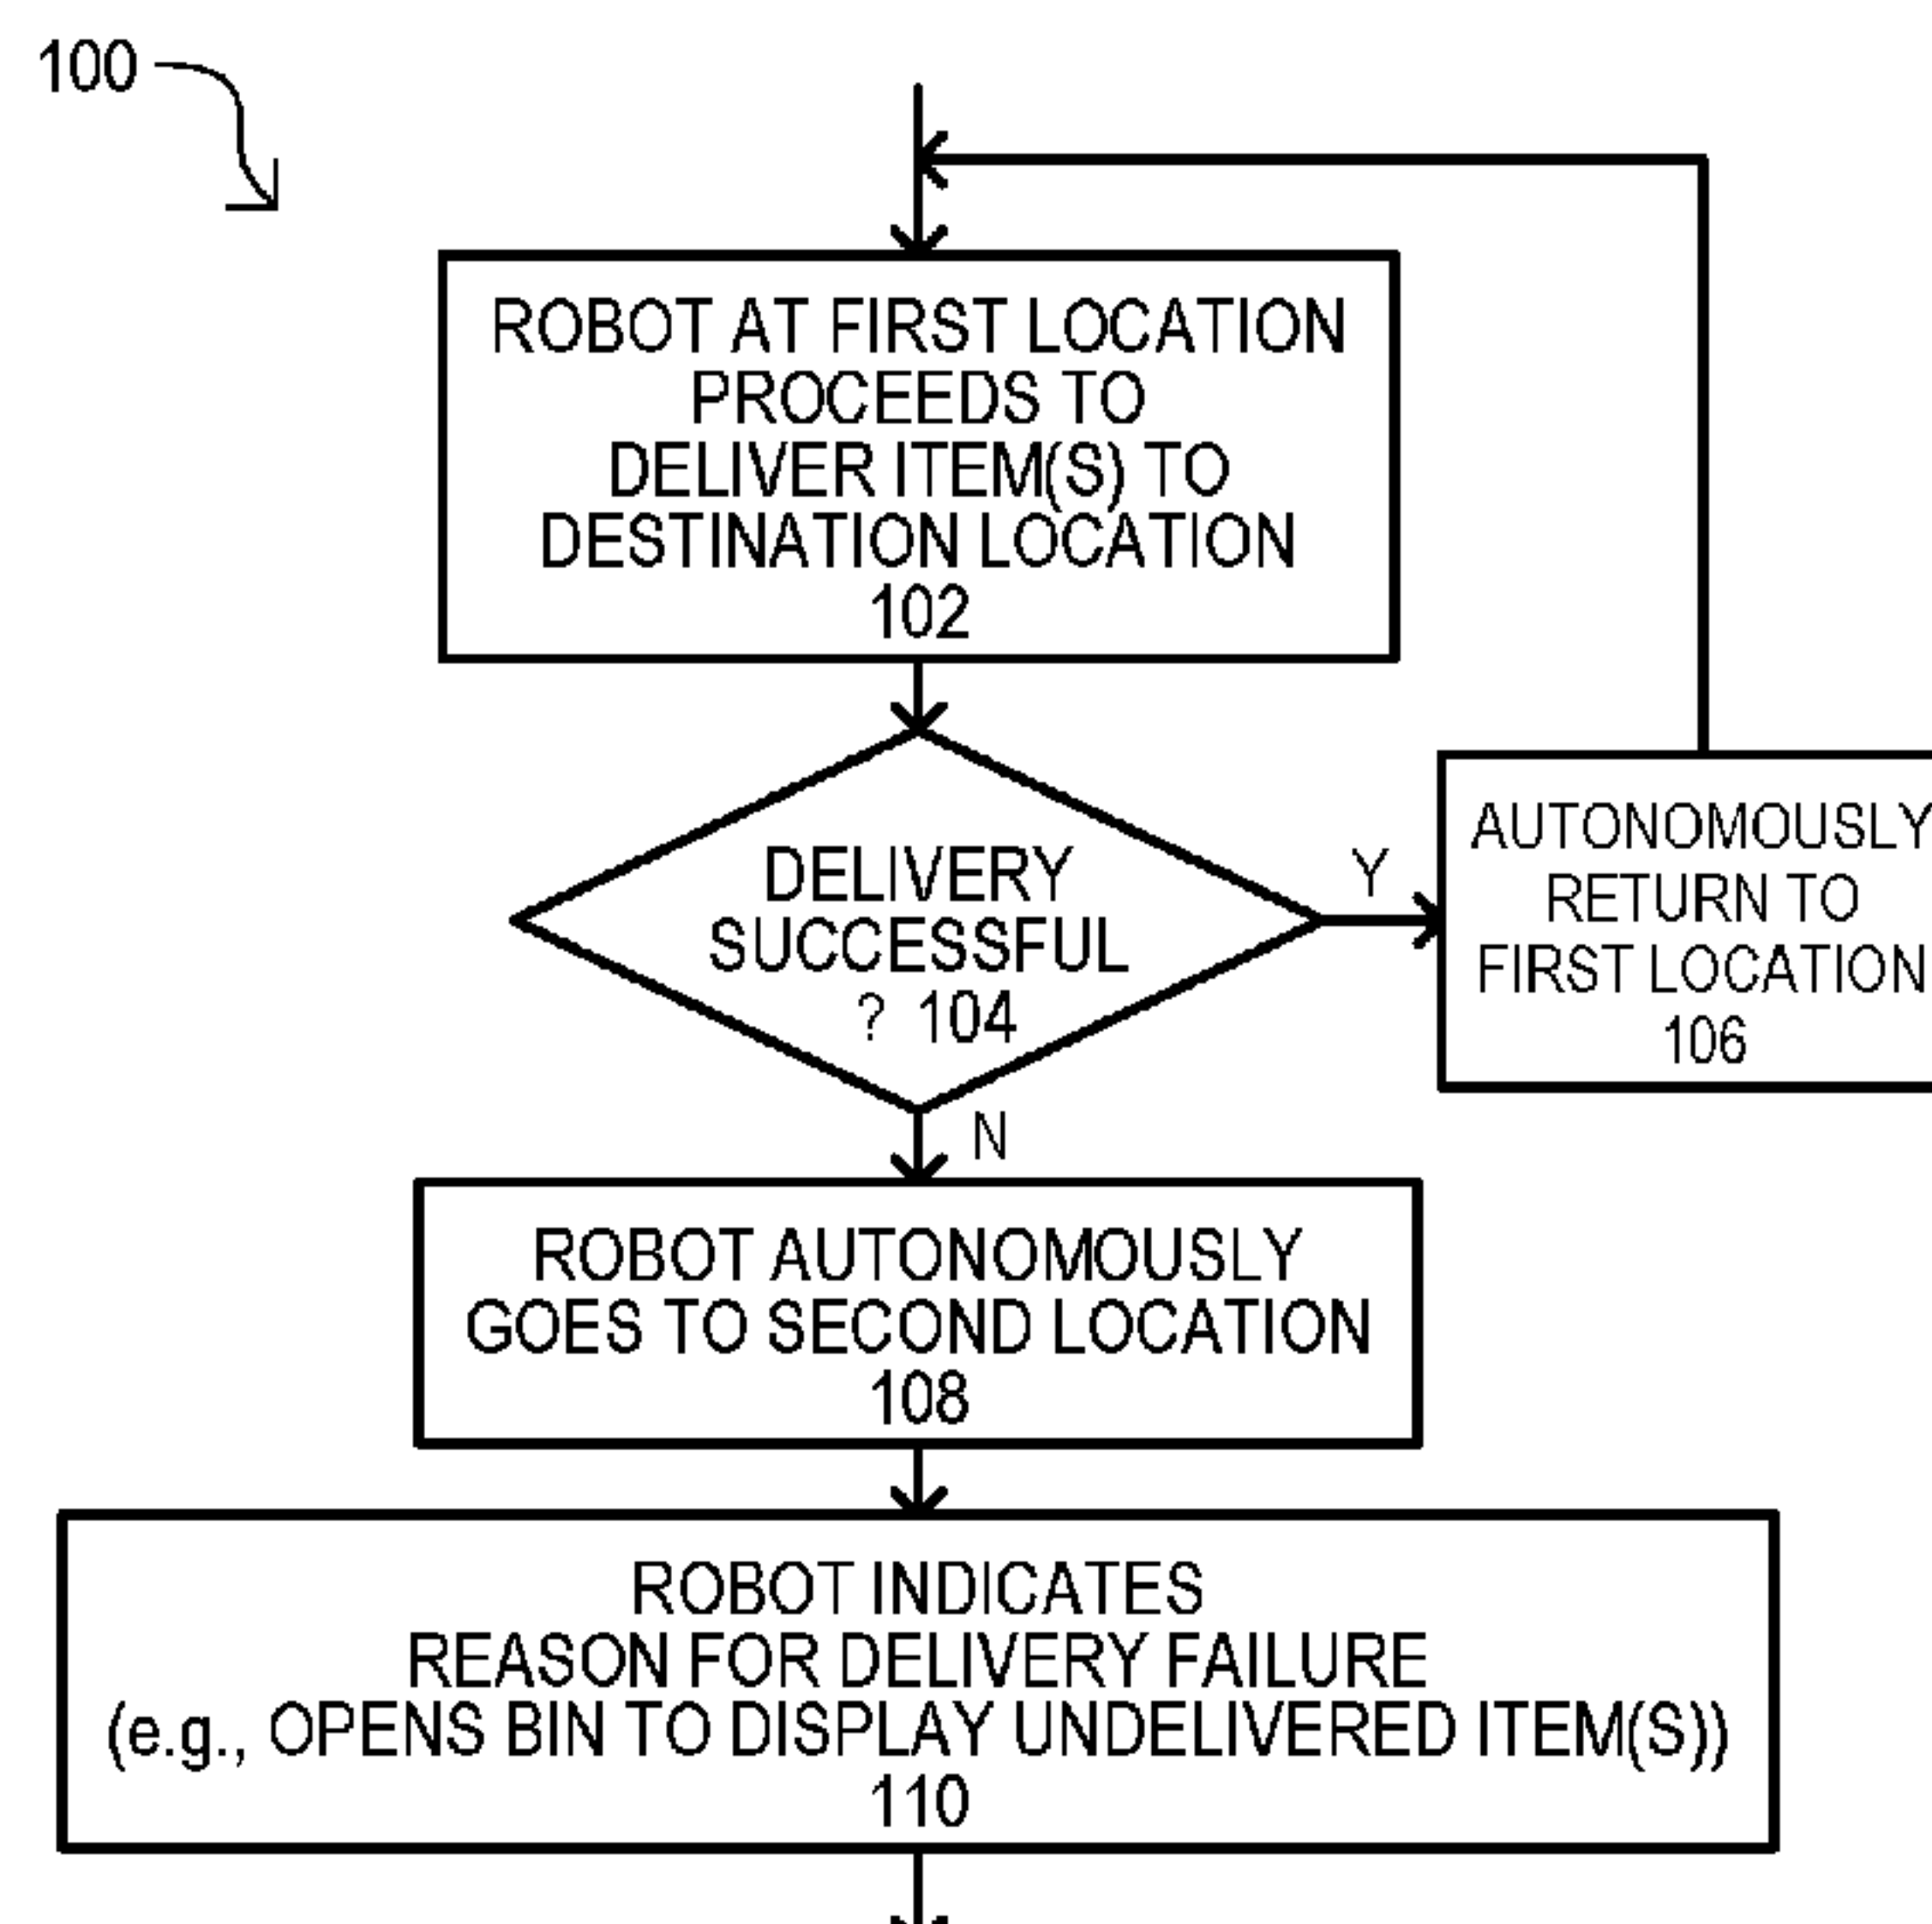 100
ROBOT AT FIRST LOCATION
PROCEEDS TO
DELIVER ITEM(S) TO
DESTINATION LOCATION
102
DELIVERY
SUCCESSFUL
? 104
Y
AUTONOMOUSLY
RETURN TO
FIRST LOCATION
106
N
ROBOT AUTONOMOUSLY
GOES TO SECOND LOCATION
108
ROBOT INDICATES
REASON FOR DELIVERY FAILURE
(e.g., OPENS BIN TO DISPLAY UNDELIVERED ITEM(S))
110